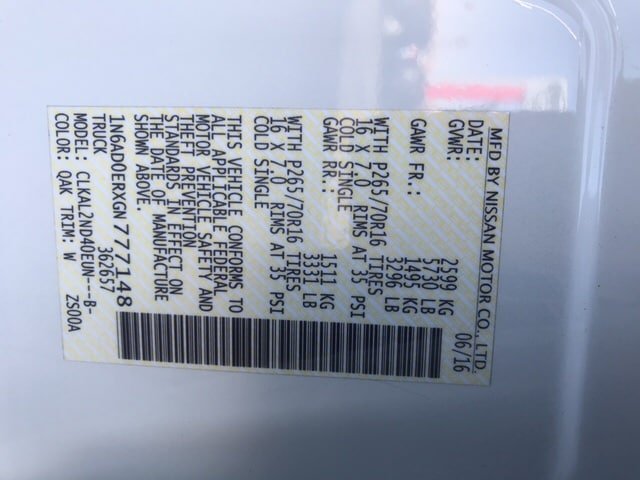 MFD BY NISSAN MOTOR CO., LTD.
DATE: 06/16
GVWR: 2599 KG
5730 LB
GAWR FR.: 1495 KG
3296 LB
WITH P265/70R16 TIRES
16 X 7.0 RIMS AT 35 PSI
COLD SINGLE
GAWR RR.: 1511 KG
3331 LB
WITH P265/70R16 TIRES
16 X 7.0 RIMS AT 35 PSI
COLD SINGLE
THIS VEHICLE CONFORMS TO
ALL APPLICABLE FEDERAL
MOTOR VEHICLE SAFETY AND
THEFT PREVENTION
STANDARDS IN EFFECT ON
THE DATE OF MANUFACTURE
SHOWN ABOVE.
1N6AD0ERXGN777148
TRUCK 362657
MODEL: CLKAL2ND40EUN---B-
COLOR: QAK TRIM: W ZS00A